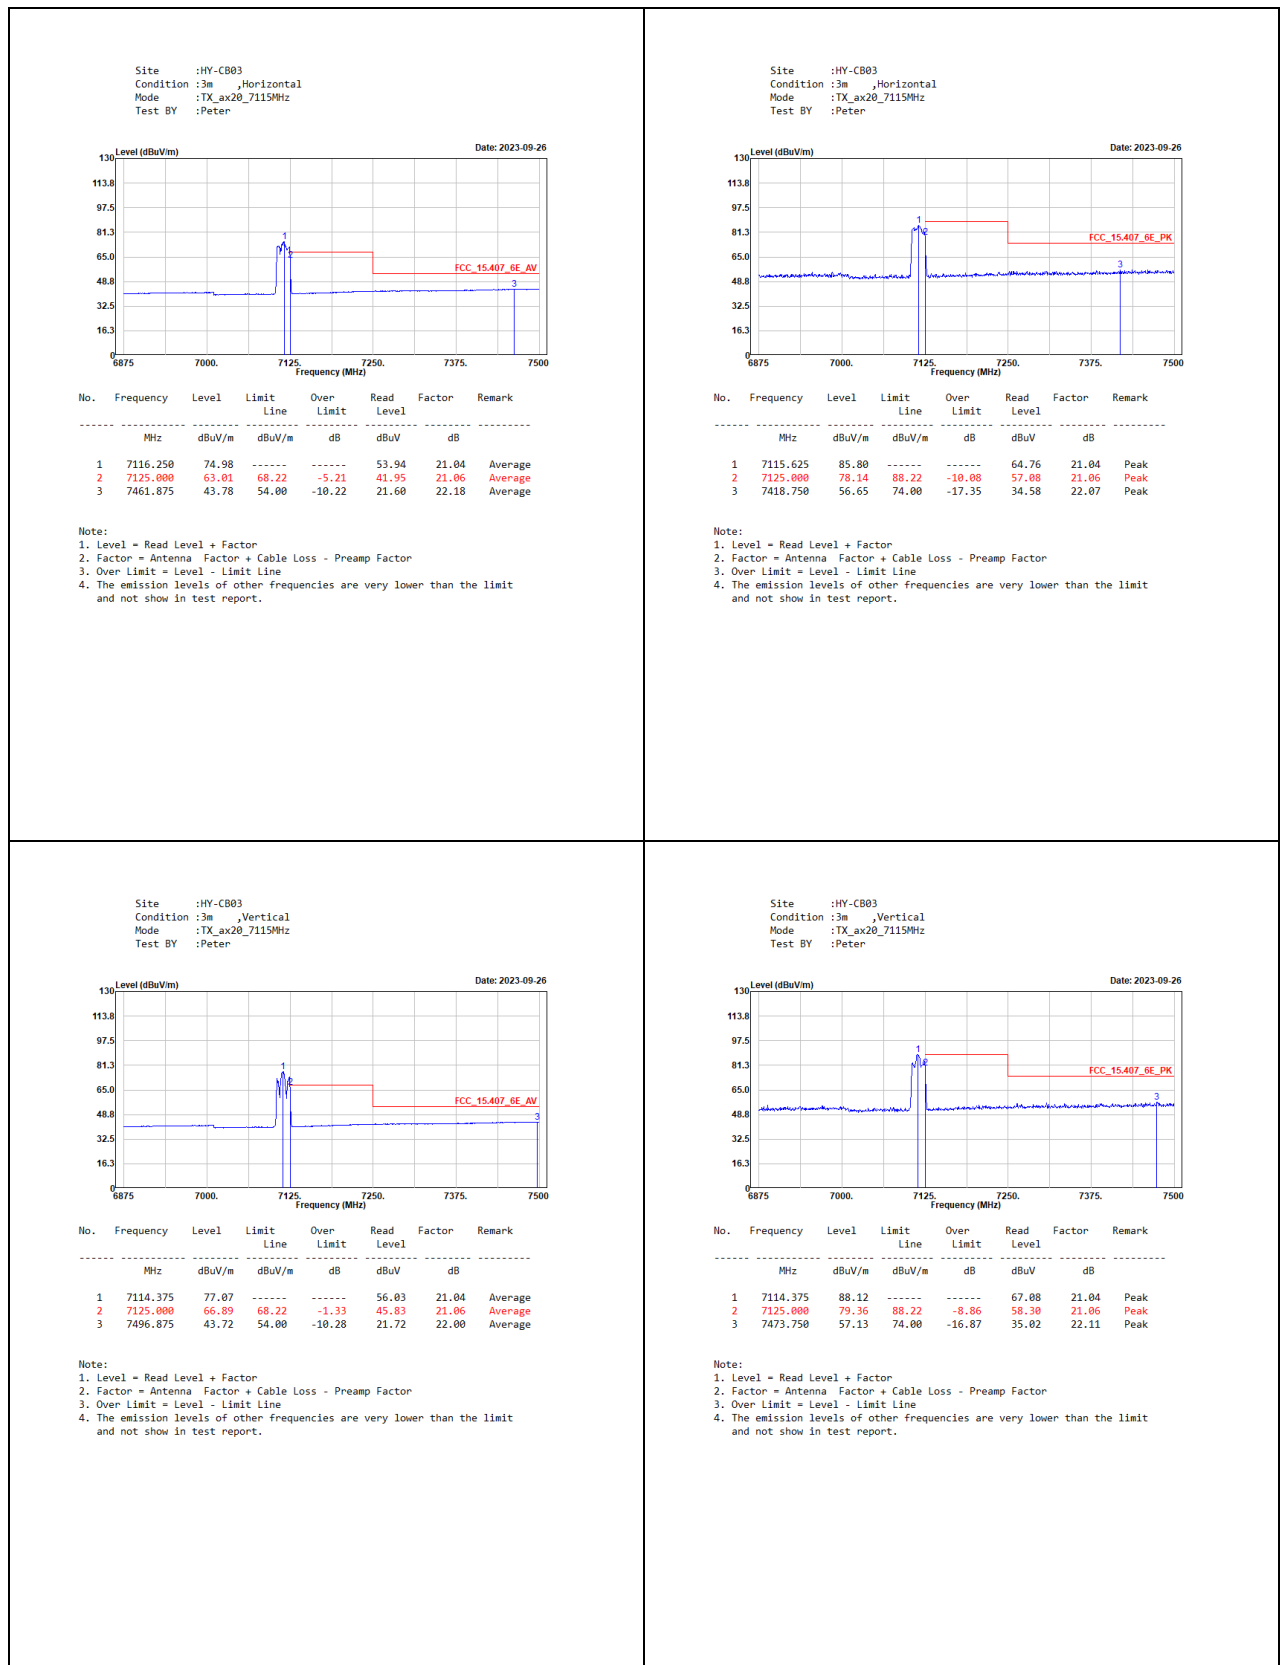 Site :HY-CB03
Condition :3m ,Horizontal
Mode :TX_ax20_7115MHz
Test BY :Peter
Level (dBuV/m) Date: 2023-09-26
130
113.8
97.5
81.3
65.0
48.8
32.5
16.3
0
1
2
3
FCC_15.407_6E_AV
6875 7000. 7125. 7250. 7375. 7500
Frequency (MHz)
No. Frequency Level Limit Over Read Factor Remark
Line Limit Level
------ ----------- -------- -------- --------- -------- -------- ---------
MHz dBuV/m dBuV/m dB dBuV dB
1 7116.250 74.98 ------ ------ 53.94 21.04 Average
2 7125.000 63.01 68.22 -5.21 41.95 21.06 Average
3 7461.875 43.78 54.00 -10.22 21.60 22.18 Average
Note:
1. Level = Read Level + Factor
2. Factor = Antenna Factor + Cable Loss - Preamp Factor
3. Over Limit = Level - Limit Line
4. The emission levels of other frequencies are very lower than the limit
and not show in test report.
Site :HY-CB03
Condition :3m ,Horizontal
Mode :TX_ax20_7115MHz
Test BY :Peter
Level (dBuV/m) Date: 2023-09-26
130
113.8
97.5
81.3
65.0
48.8
32.5
16.3
0
1
2
3
FCC_15.407_6E_PK
6875 7000. 7125. 7250. 7375. 7500
Frequency (MHz)
No. Frequency Level Limit Over Read Factor Remark
Line Limit Level
------ ----------- -------- -------- --------- -------- -------- ---------
MHz dBuV/m dBuV/m dB dBuV dB
1 7115.625 85.80 ------ ------ 64.76 21.04 Peak
2 7125.000 78.14 88.22 -10.08 57.08 21.06 Peak
3 7418.750 56.65 74.00 -17.35 34.58 22.07 Peak
Note:
1. Level = Read Level + Factor
2. Factor = Antenna Factor + Cable Loss - Preamp Factor
3. Over Limit = Level - Limit Line
4. The emission levels of other frequencies are very lower than the limit
and not show in test report.
Site :HY-CB03
Condition :3m ,Vertical
Mode :TX_ax20_7115MHz
Test BY :Peter
Level (dBuV/m) Date: 2023-09-26
130
113.8
97.5
81.3
65.0
48.8
32.5
16.3
0
1
2
3
FCC_15.407_6E_AV
6875 7000. 7125. 7250. 7375. 7500
Frequency (MHz)
No. Frequency Level Limit Over Read Factor Remark
Line Limit Level
------ ----------- -------- -------- --------- -------- -------- ---------
MHz dBuV/m dBuV/m dB dBuV dB
1 7114.375 77.07 ------ ------ 56.03 21.04 Average
2 7125.000 66.89 68.22 -1.33 45.83 21.06 Average
3 7496.875 43.72 54.00 -10.28 21.72 22.00 Average
Note:
1. Level = Read Level + Factor
2. Factor = Antenna Factor + Cable Loss - Preamp Factor
3. Over Limit = Level - Limit Line
4. The emission levels of other frequencies are very lower than the limit
and not show in test report.
Site :HY-CB03
Condition :3m ,Vertical
Mode :TX_ax20_7115MHz
Test BY :Peter
Level (dBuV/m) Date: 2023-09-26
130
113.8
97.5
81.3
65.0
48.8
32.5
16.3
0
1
2
3
FCC_15.407_6E_PK
6875 7000. 7125. 7250. 7375. 7500
Frequency (MHz)
No. Frequency Level Limit Over Read Factor Remark
Line Limit Level
------ ----------- -------- -------- --------- -------- -------- ---------
MHz dBuV/m dBuV/m dB dBuV dB
1 7114.375 88.12 ------ ------ 67.08 21.04 Peak
2 7125.000 79.36 88.22 -8.86 58.30 21.06 Peak
3 7473.750 57.13 74.00 -16.87 35.02 22.11 Peak
Note:
1. Level = Read Level + Factor
2. Factor = Antenna Factor + Cable Loss - Preamp Factor
3. Over Limit = Level - Limit Line
4. The emission levels of other frequencies are very lower than the limit
and not show in test report.